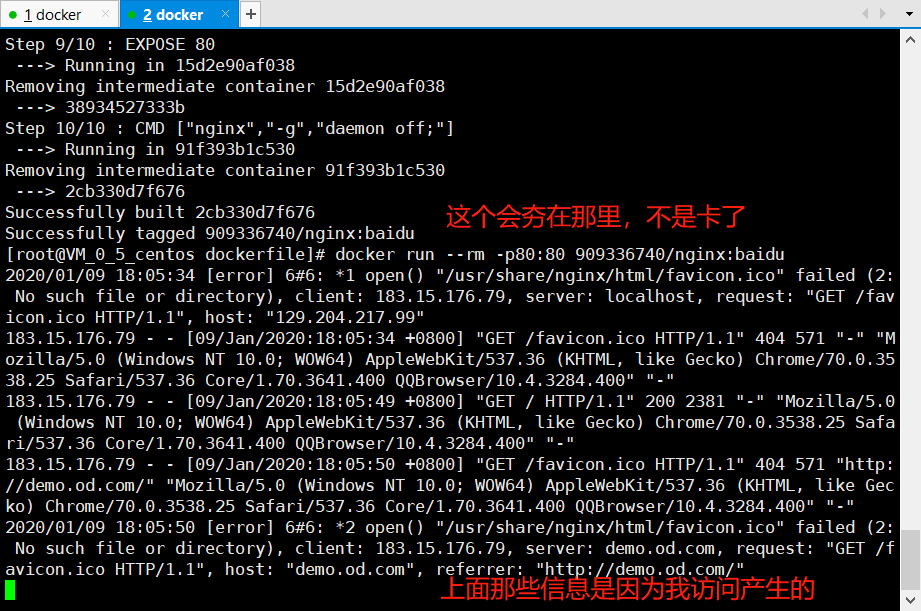 1 docker
2 docker
Step 9/10 : EXPOSE 80
---> Running in 15d2e90af038
Removing intermediate container 15d2e90af038
---> 38934527333b
Step 10/10 : CMD ["nginx","-g","daemon off;"]
---> Running in 91f393b1c530
Removing intermediate container 91f393b1c530
---> 2cb330d7f676
Successfully built 2cb330d7f676
这个会夯在那里，不是卡了
Successfully tagged 909336740/nginx:baidu
[root@VM_0_5_centos dockerfile]# docker run --rm -p80:80 909336740/nginx:baidu
2020/01/09 18:05:34 [error] 6#6: *1 open() "/usr/share/nginx/html/favicon.ico" failed (2:
No such file or directory), client: 183.15.176.79, server: localhost, request: "GET /fav
icon.ico HTTP/1.1", host: "129.204.217.99"
183.15.176.79 - - [09/Jan/2020:18:05:34 +0800] "GET /favicon.ico HTTP/1.1" 404 571 "-" "M
ozilla/5.0 (Windows NT 10.0; WOW64) AppleWebKit/537.36 (KHTML, like Gecko) Chrome/70.0.35
38.25 Safari/537.36 Core/1.70.3641.400 QQBrowser/10.4.3284.400" "-"
183.15.176.79 - - [09/Jan/2020:18:05:49 +0800] "GET / HTTP/1.1" 200 2381 "-" "Mozilla/5.0
(Windows NT 10.0; WOW64) AppleWebKit/537.36 (KHTML, like Gecko) Chrome/70.0.3538.25 Safa
ri/537.36 Core/1.70.3641.400 QQBrowser/10.4.3284.400" "-"
183.15.176.79 - - [09/Jan/2020:18:05:50 +0800] "GET /favicon.ico HTTP/1.1" 404 571 "http:
//demo.od.com/" "Mozilla/5.0 (Windows NT 10.0; WOW64) AppleWebKit/537.36 (KHTML, like Gec
ko) Chrome/70.0.3538.25 Safari/537.36 Core/1.70.3641.400 QQBrowser/10.4.3284.400" "-"
2020/01/09 18:05:50 [error] 6#6: *2 open() "/usr/share/nginx/html/favicon.ico" failed (2:
No such file or directory), client: 183.15.176.79, server: demo.od.com, request: "GET /f
avicon.ico HTTP/1.1", host: "demo.od.com", referrer: "http://demo.od.com/"
上面那些信息是因为我访问产生的